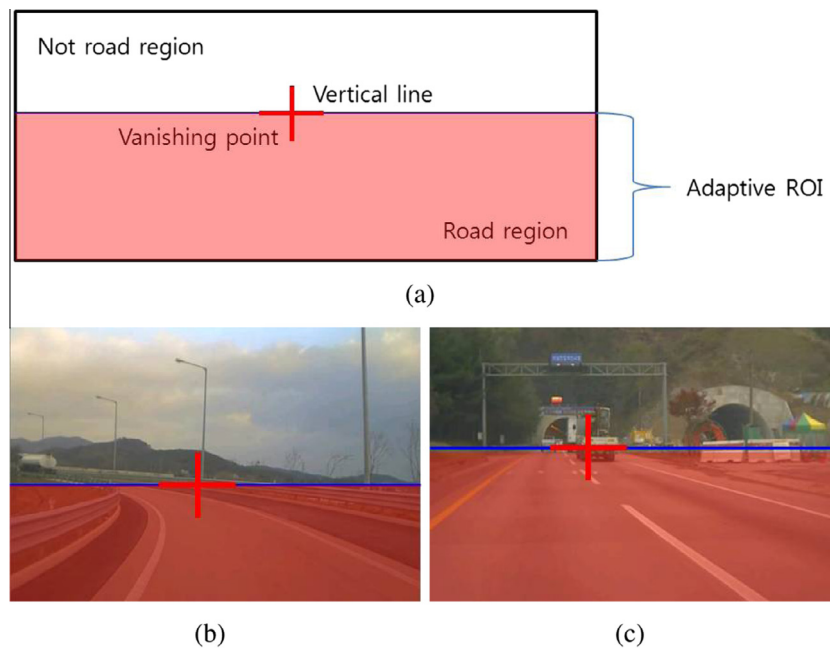 Not road region
Vertical line
Vanishing point
Adaptive ROI
Road region
(a)
(b)
(c)